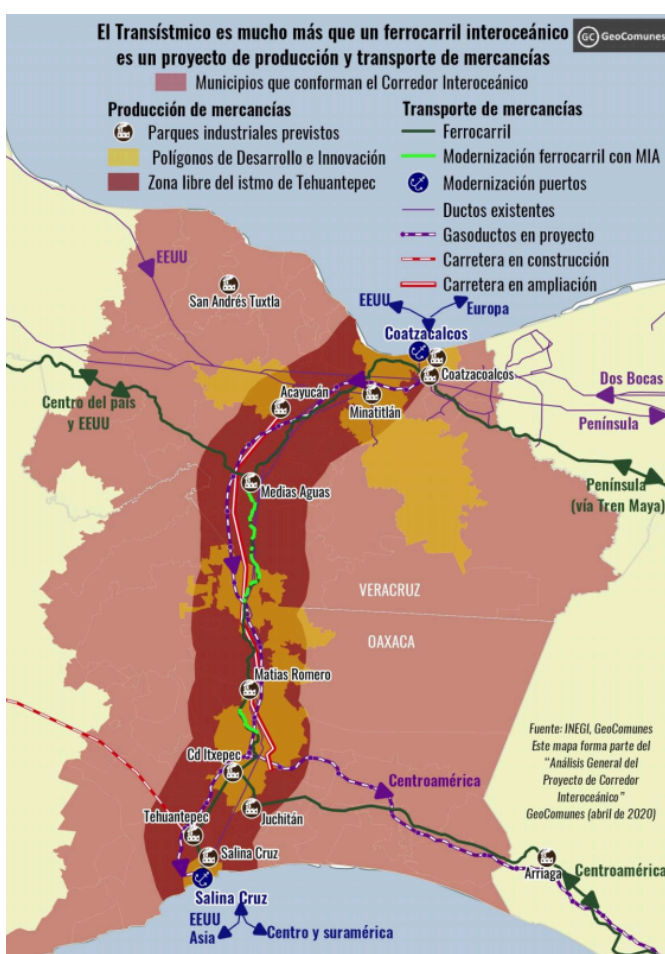 El Transístmico es mucho más que un ferrocarril interoceánico
es un proyecto de producción y transporte de mercancías
GC GeoComunes
Municipios que conforman el Corredor Interoceánico
Producción de mercancías
Parques industriales previstos
Polígonos de Desarrollo e Innovación
Zona libre del istmo de Tehuantepec
Transporte de mercancías
Ferrocarril
Modernización ferrocarril con MIA
Modernización puertos
Ductos existentes
Gasoductos en proyecto
Carretera en construcción
Carretera en ampliación
EEUU
San Andrés Tuxtla
EEUU
Europa
Coatzacalcos
Coatzacoalcos
Acayucán
Minatitlán
Dos Bocas
Península
Centro del país
y EEUU
Península
(vía Tren Maya)
Medias Aguas
VERACRUZ
OAXACA
Matias Romero
Cd Itxepec
Centroamérica
Juchitán
Tehuantepec
Salina Cruz
Salina Cruz
EEUU
Asia
Centro y suramérica
Arriaga
Centroamérica
Fuente: INEGI, GeoComunes
Este mapa forma parte del
“Análisis General del
Proyecto de Corredor
Interoceánico”
GeoComunes (abril de 2020)